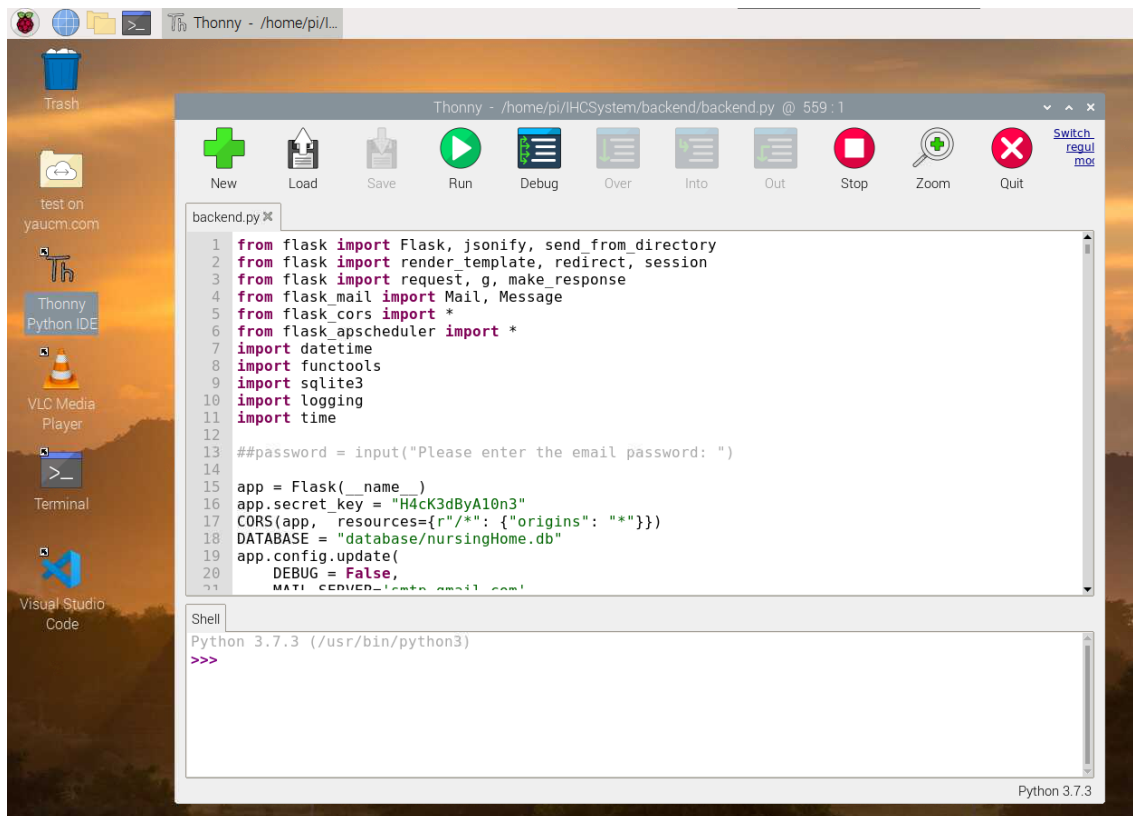 Thonny - /home/pi/I...
Trash
test on
yaucm.com
Th
Thonny
Python IDE
VLC Media
Player
Terminal
Visual Studio
Code
Thonny - /home/pi/IHCSystem/backend/backend.py @ 559 : 1
New Load Save Run Debug Over Into Out Stop Zoom Quit
Switch
regul
mo
backend.py
1 from flask import Flask, jsonify, send_from_directory
2 from flask import render_template, redirect, session
3 from flask import request, g, make_response
4 from flask_mail import Mail, Message
5 from flask_cors import *
6 from flask_apscheduler import *
7 import datetime
8 import functools
9 import sqlite3
10 import logging
11 import time
12
13 ##password = input("Please enter the email password: ")
14
15 app = Flask(__name__)
16 app.secret_key = "H4cK3dByA10n3"
17 CORS(app,  resources={r"/*": {"origins": "*"}})
18 DATABASE = "database/nursingHome.db"
19 app.config.update(
20     DEBUG = False,
21     MAIL_SERVER='smtp.gmail.com'
Shell
Python 3.7.3 (/usr/bin/python3)
>>>
Python 3.7.3